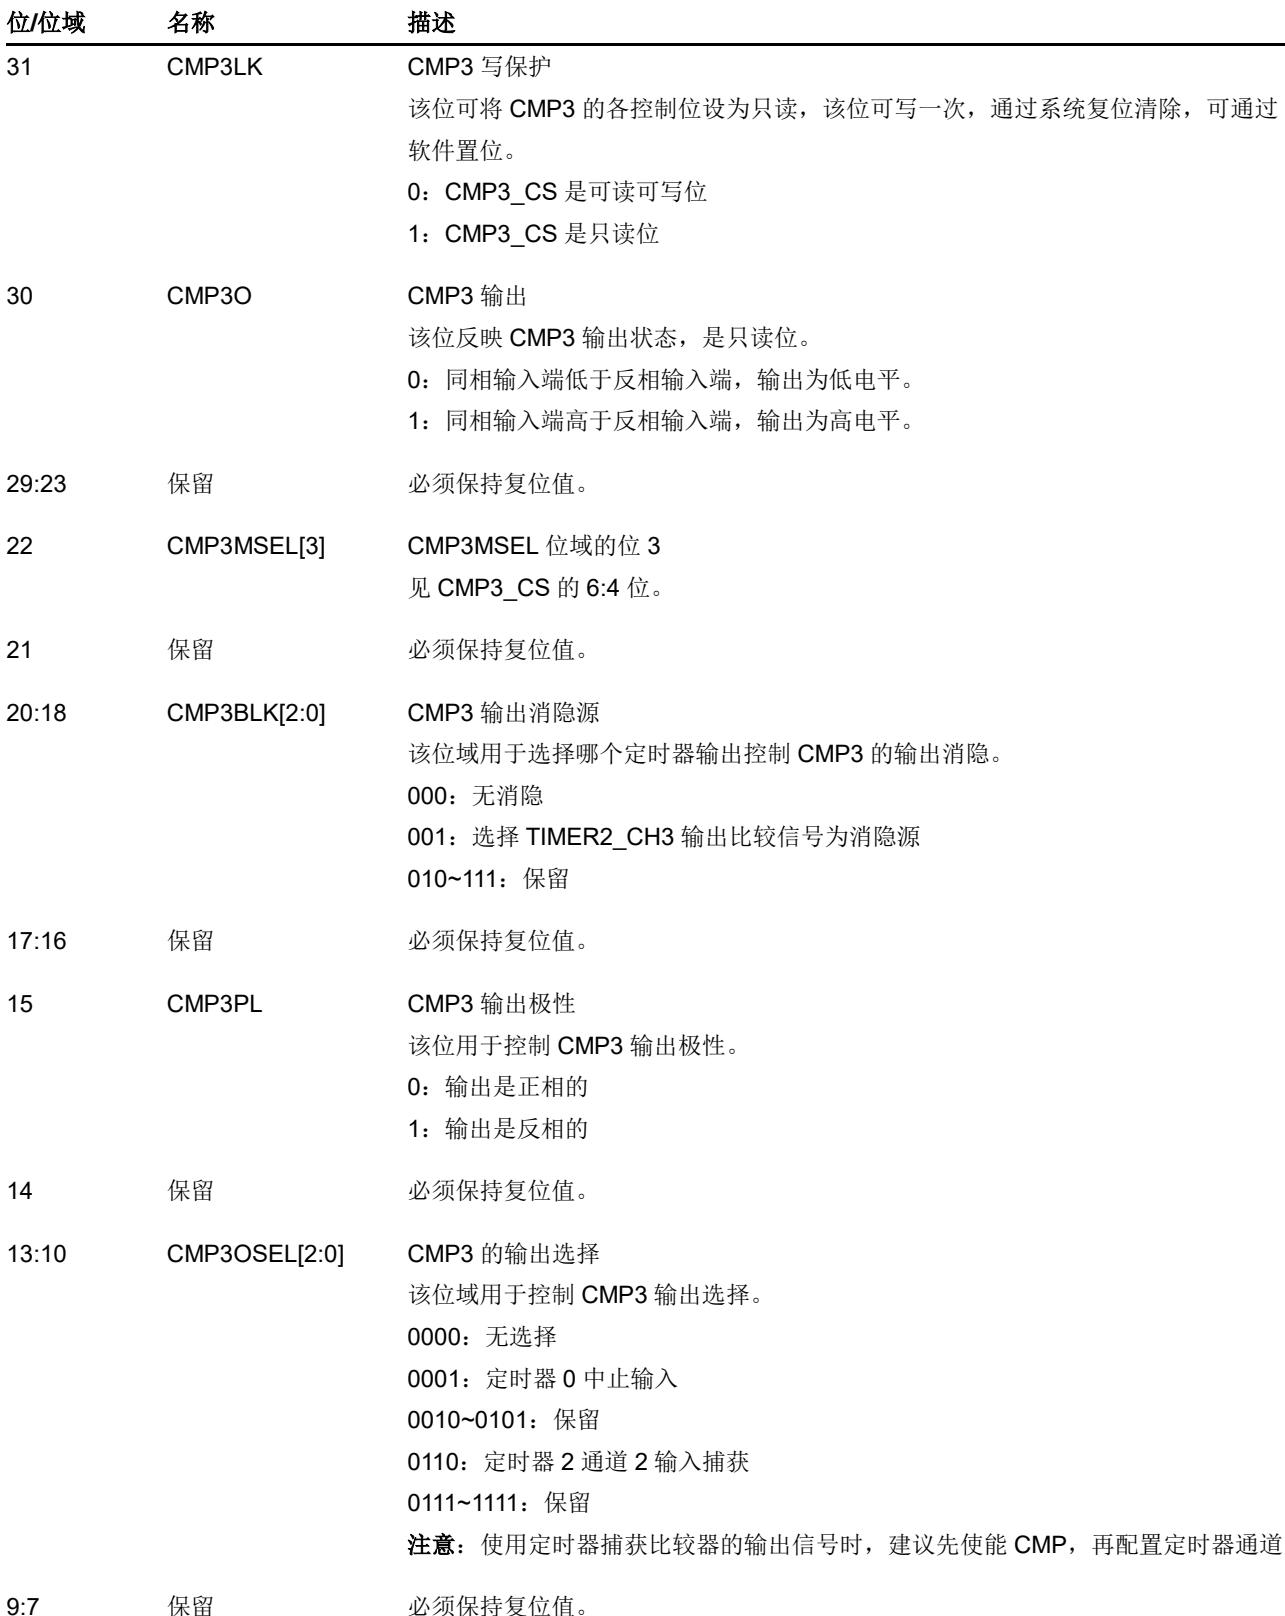 位/位域 名称 描述
31 CMP3LK CMP3 写保护
该位可将 CMP3 的各控制位设为只读，该位可写一次，通过系统复位清除，可通过
软件置位。
0：CMP3_CS 是可读可写位
1：CMP3_CS 是只读位
30 CMP3O CMP3 输出
该位反映 CMP3 输出状态，是只读位。
0：同相输入端低于反相输入端，输出为低电平。
1：同相输入端高于反相输入端，输出为高电平。
29:23 保留 必须保持复位值。
22 CMP3MSEL[3] CMP3MSEL 位域的位 3
见 CMP3_CS 的 6:4 位。
21 保留 必须保持复位值。
20:18 CMP3BLK[2:0] CMP3 输出消隐源
该位域用于选择哪个定时器输出控制 CMP3 的输出消隐。
000：无消隐
001：选择 TIMER2_CH3 输出比较信号为消隐源
010~111：保留
17:16 保留 必须保持复位值。
15 CMP3PL CMP3 输出极性
该位用于控制 CMP3 输出极性。
0：输出是正相的
1：输出是反相的
14 保留 必须保持复位值。
13:10 CMP3OSEL[2:0] CMP3 的输出选择
该位域用于控制 CMP3 输出选择。
0000：无选择
0001：定时器 0 中止输入
0010~0101：保留
0110：定时器 2 通道 2 输入捕获
0111~1111：保留
注意：使用定时器捕获比较器的输出信号时，建议先使能 CMP，再配置定时器通道
9:7 保留 必须保持复位值。